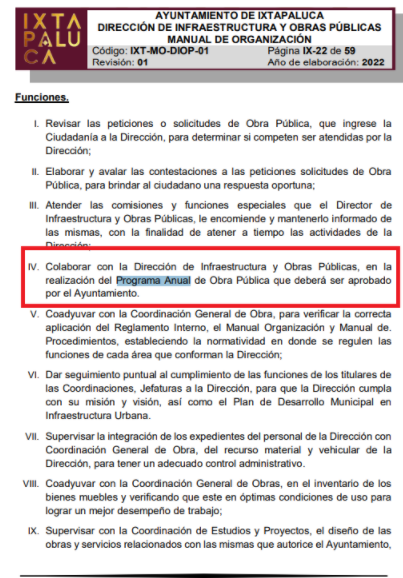 IXTA
PALU
CA
AYUNTAMIENTO DE IXTAPALUCA
DIRECCIÓN DE INFRAESTRUCTURA Y OBRAS PÚBLICAS
MANUAL DE ORGANIZACIÓN
Código: IXT-MO-DIOP-01 Página IX-22 de 59
Revisión: 01 Año de elaboración: 2022
Funciones.
I. Revisar las peticiones o solicitudes de Obra Pública, que ingrese la
Ciudadanía a la Dirección, para determinar si competen ser atendidas por la
Dirección;
II. Elaborar y avalar las contestaciones a las peticiones solicitudes de Obra
Pública, para brindar al ciudadano una respuesta oportuna;
III. Atender las comisiones y funciones especiales que el Director de
Infraestructura y Obras Públicas, le encomiende y mantenerlo informado de
las mismas, con la finalidad de atender a tiempo las actividades de la
Dirección;
IV. Colaborar con la Dirección de Infraestructura y Obras Públicas, en la
realización del Programa Anual de Obra Pública que deberá ser aprobado
por el Ayuntamiento.
V. Coadyuvar con la Coordinación General de Obra, para verificar la correcta
aplicación del Reglamento Interno, el Manual Organización y Manual de.
Procedimientos, estableciendo la normatividad en donde se regulen las
funciones de cada área que conforman la Dirección;
VI. Dar seguimiento puntual al cumplimiento de las funciones de los titulares de
las Coordinaciones, Jefaturas a la Dirección, para que la Dirección cumpla
con su misión y visión, así como el Plan de Desarrollo Municipal en
Infraestructura Urbana.
VII. Supervisar la integración de los expedientes del personal de la Dirección con
Coordinación General de Obra, del recurso material y vehicular de la
Dirección, para tener un adecuado control administrativo.
VIII. Coadyuvar con la Coordinación General de Obras, en el inventario de los
bienes muebles y verificando que este en óptimas condiciones de uso para
lograr un mejor desempeño de trabajo;
IX. Supervisar con la Coordinación de Estudios y Proyectos, el diseño de las
obras y servicios relacionados con las mismas que autorice el Ayuntamiento,